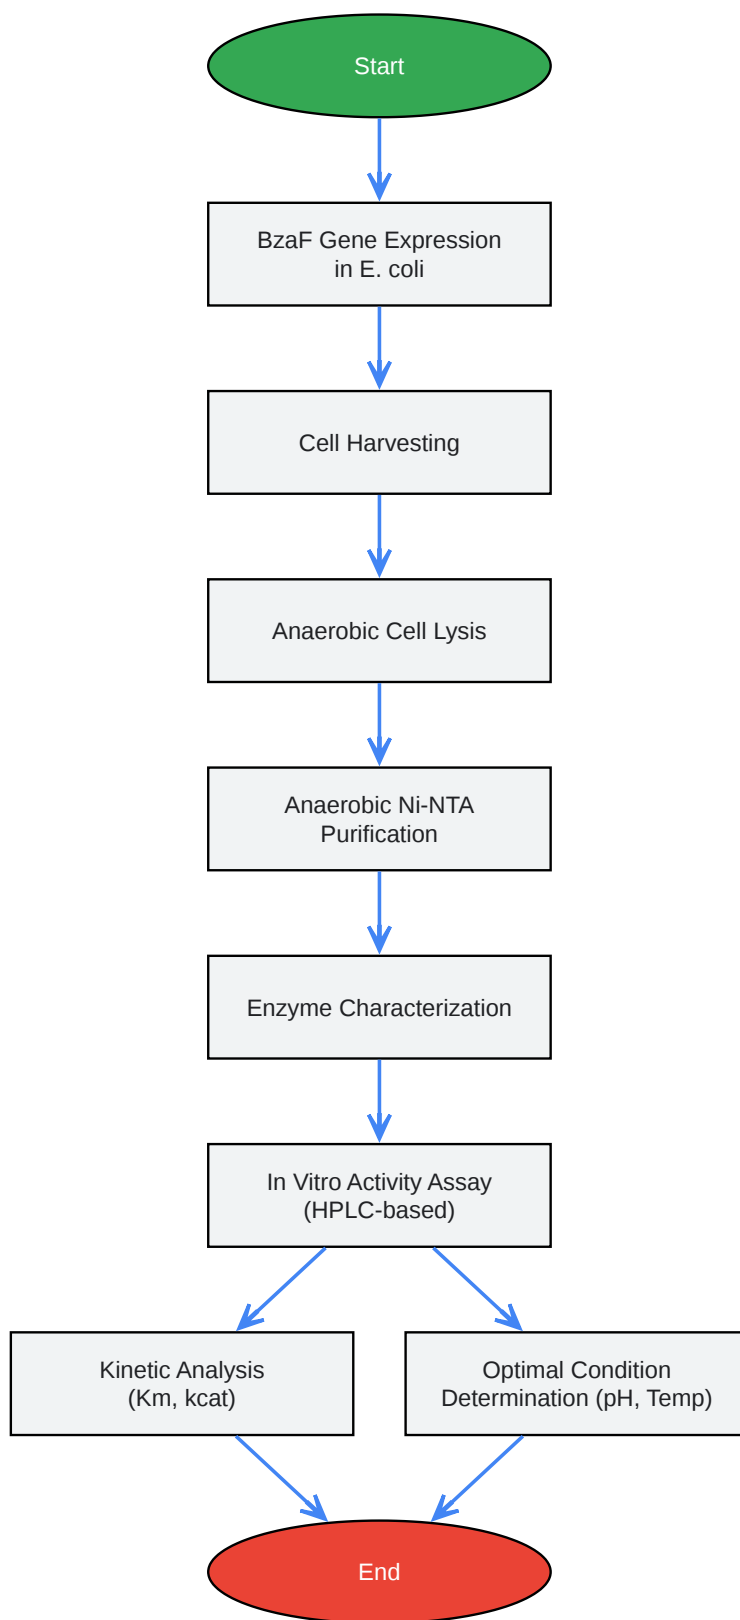 Start
BzaF Gene Expression
in E. coli
Cell Harvesting
Anaerobic Cell Lysis
Anaerobic Ni-NTA
Purification
Enzyme Characterization
In Vitro Activity Assay
(HPLC-based)
Kinetic Analysis
(Km, kcat)
Optimal Condition
Determination (pH, Temp)
End